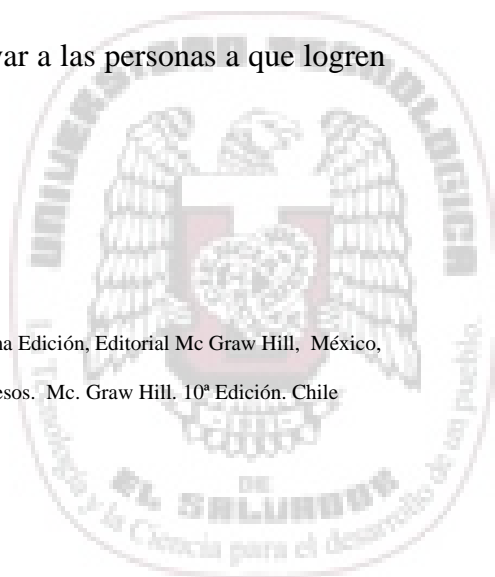 var a las personas a que logren
UNIVERSIDAD TECNOLOGICA
na Edición, Editorial Mc Graw Hill, México,
esos. Mc. Graw Hill. 10ª Edición. Chile
DE
EL SALVADOR
La Tecnología y la Ciencia para el desarrollo de un pueblo.